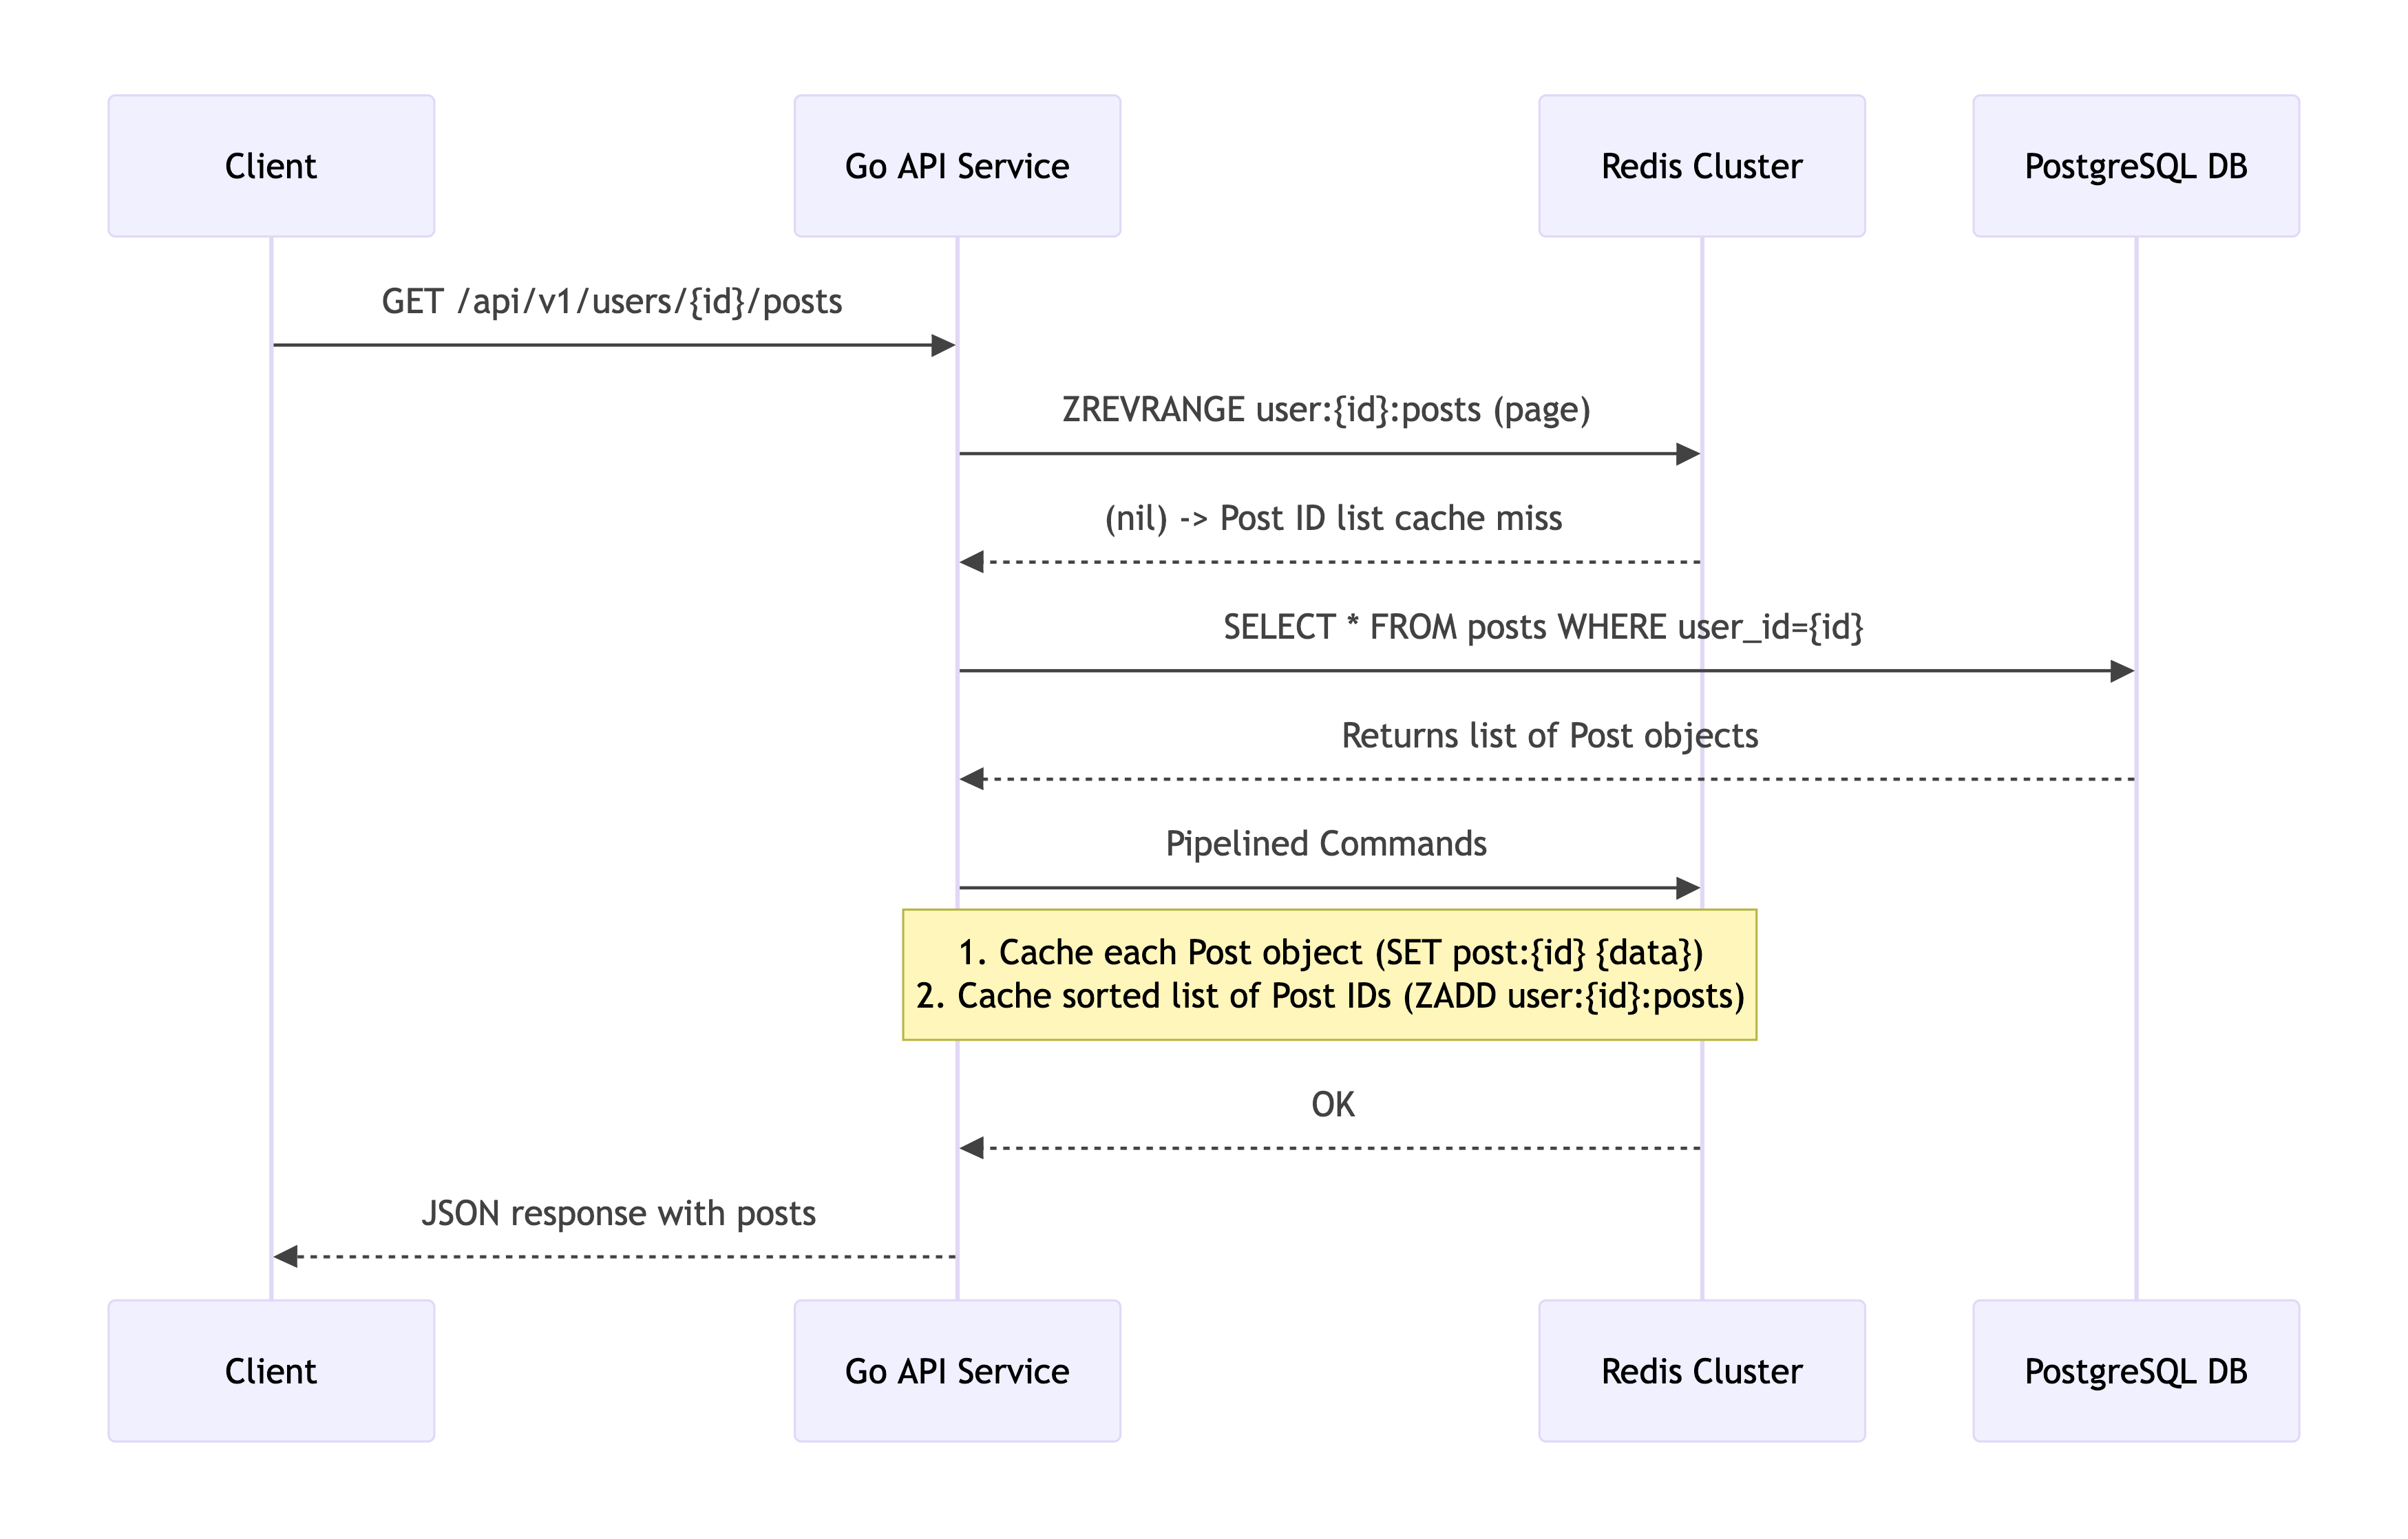 Client
Go API Service
Redis Cluster
PostgreSQL DB
GET /api/v1/users/{id}/posts
ZREVRANGE user:{id}:posts (page)
(nil) -> Post ID list cache miss
SELECT * FROM posts WHERE user_id={id}
Returns list of Post objects
Pipelined Commands
1. Cache each Post object (SET post:{id} {data})
2. Cache sorted list of Post IDs (ZADD user:{id}:posts)
OK
JSON response with posts
Client
Go API Service
Redis Cluster
PostgreSQL DB